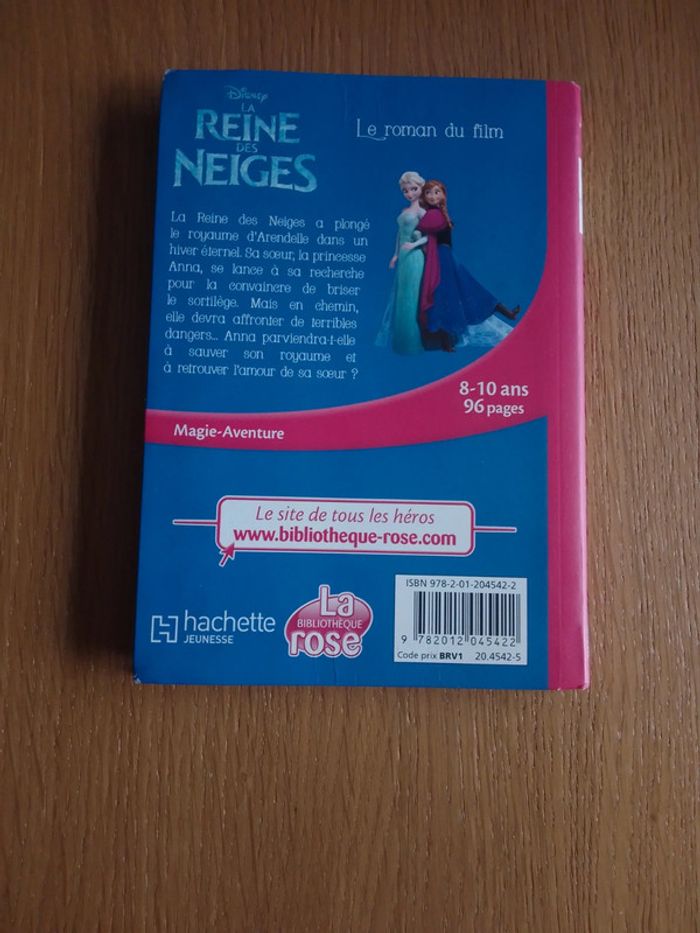 Disney
LA
REINE
DES
NEIGES
Le roman du film
La Reine des Neiges a plongé
le royaume d'Arendelle dans un
hiver éternel. Sa sœur, la princesse
Anna, se lance à sa recherche
pour la convaincre de briser
le sortilège. Mais en chemin,
elle devra affronter de terribles
dangers... Anna parviendra-t-elle
à sauver son royaume et
à retrouver l'amour de sa sœur ?
8-10 ans
96 pages
Magie-Aventure
Le site de tous les héros
www.bibliotheque-rose.com
hachette
JEUNESSE
La
BIBLIOTHÈQUE
rose
ISBN 978-2-01-204542-2
9 782012 045422
Code prix BRV1 20.4542-5